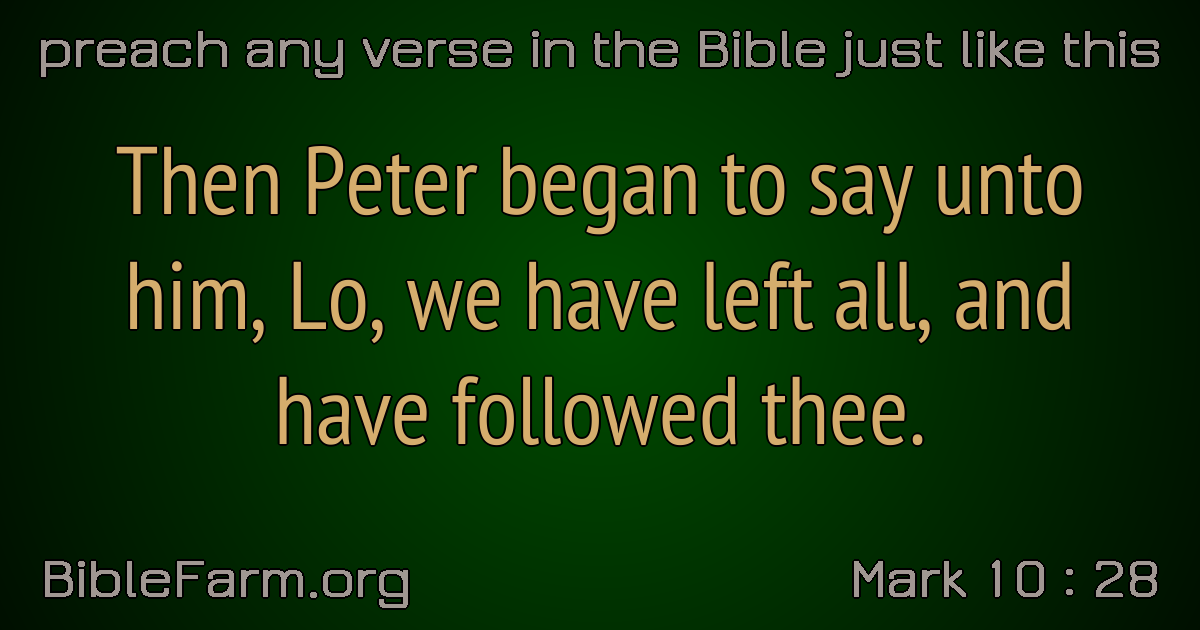 preach any verse in the Bible just like this
Then Peter began to say unto
him, Lo, we have left all, and
have followed thee.
BibleFarm.org
Mark 10 : 28